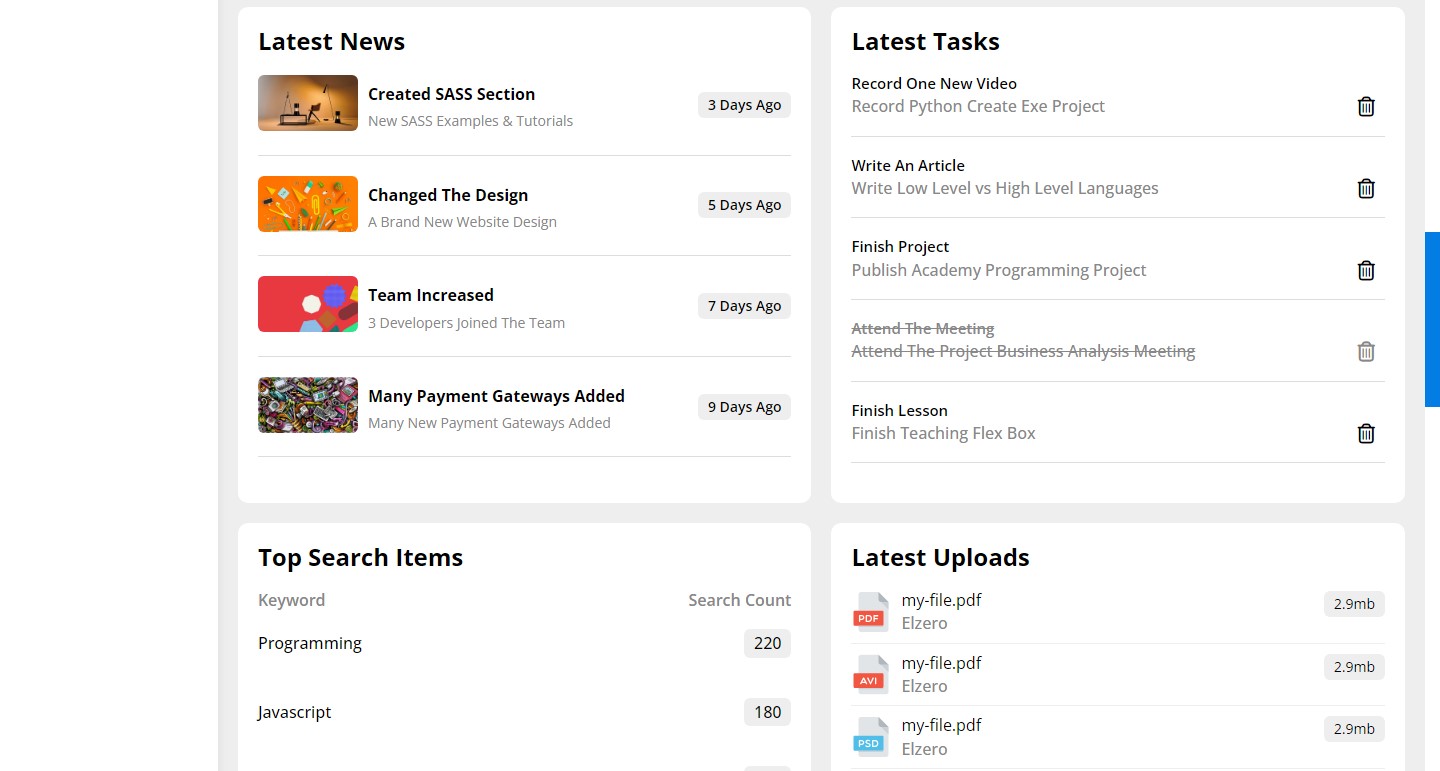 Latest News
Created SASS Section
New SASS Examples & Tutorials
3 Days Ago
Changed The Design
A Brand New Website Design
5 Days Ago
Team Increased
3 Developers Joined The Team
7 Days Ago
Many Payment Gateways Added
Many New Payment Gateways Added
9 Days Ago
Latest Tasks
Record One New Video
Record Python Create Exe Project
Write An Article
Write Low Level vs High Level Languages
Finish Project
Publish Academy Programming Project
Attend The Meeting
Attend The Project Business Analysis Meeting
Finish Lesson
Finish Teaching Flex Box
Top Search Items
Keyword Search Count
Programming 220
Javascript 180
Latest Uploads
PDF
my-file.pdf
Elzero
2.9mb
AVI
my-file.pdf
Elzero
2.9mb
PSD
my-file.pdf
Elzero
2.9mb